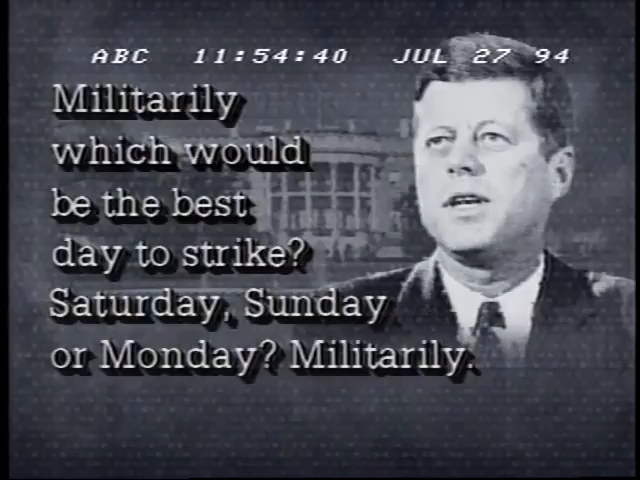 ABC 11:54:40 JUL 27 94
Militarily
which would
be the best
day to strike?
Saturday, Sunday
or Monday? Militarily.